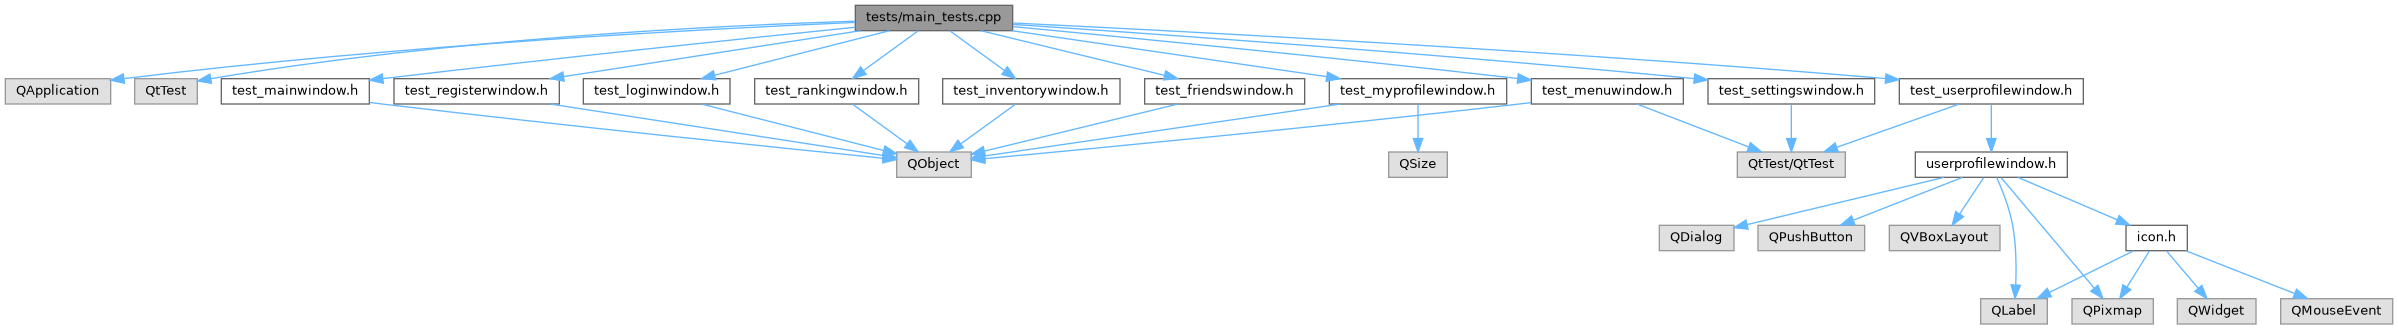 tests/main_tests.cpp
QApplication
QtTest
test_mainwindow.h
test_registerwindow.h
test_loginwindow.h
test_rankingwindow.h
test_inventorywindow.h
test_friendswindow.h
test_myprofilewindow.h
test_menuwindow.h
test_settingswindow.h
test_userprofilewindow.h
QObject
QSize
QtTest/QtTest
userprofilewindow.h
QDialog
QPushButton
QVBoxLayout
icon.h
QLabel
QPixmap
QWidget
QMouseEvent